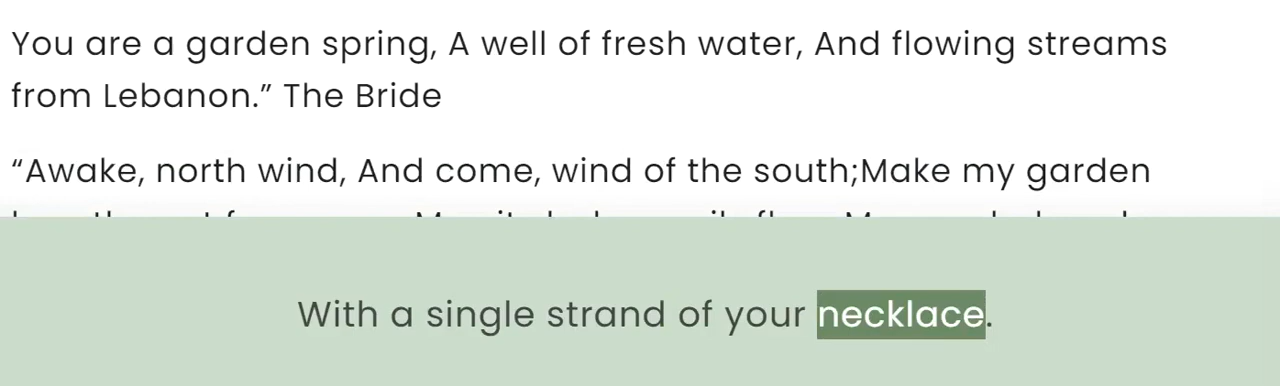 You are a garden spring, A well of fresh water, And flowing streams
from Lebanon.” The Bride
“Awake, north wind, And come, wind of the south;Make my garden
With a single strand of your necklace.